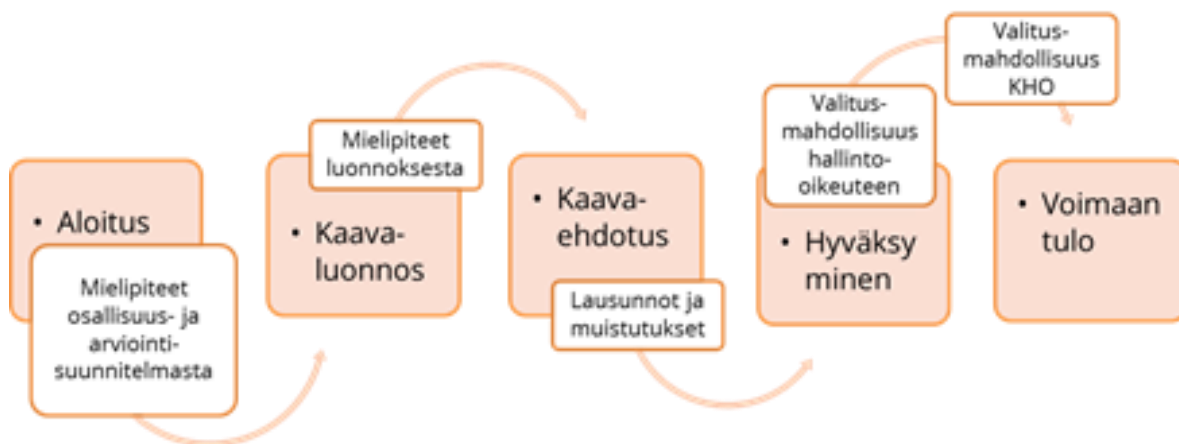 • Aloitus
Mielipiteet
osallisuus- ja
arviointi-
suunnitelmasta
Mielipiteet
luonnoksesta
• Kaava-
luonnos
• Kaava-
ehdotus
Lausunnot ja
muistutukset
Valitus-
mahdollisuus
hallinto-
oikeuteen
• Hyväksy
minen
Valitus-
mahdollisuus
KHO
• Voimaan
tulo